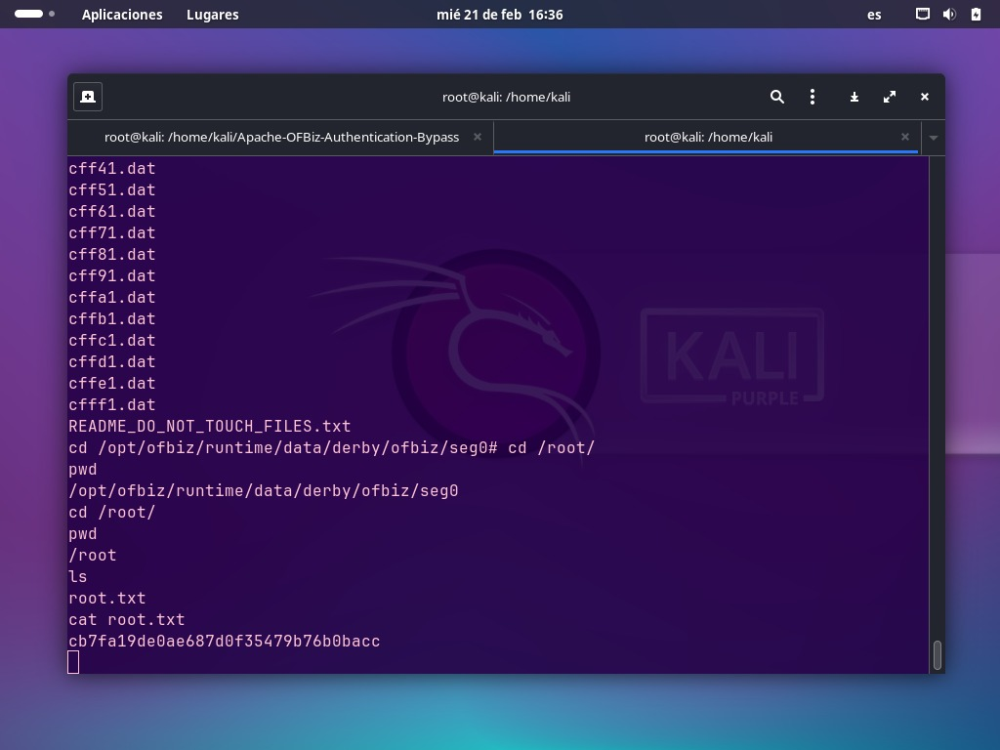 Aplicaciones Lugares mié 21 de feb 16:36 es
root@kali: /home/kali
root@kali: /home/kali/Apache-OFBiz-Authentication-Bypass root@kali: /home/kali
cff41.dat
cff51.dat
cff61.dat
cff71.dat
cff81.dat
cff91.dat
cffa1.dat
cffb1.dat
cffc1.dat
cffd1.dat
cffe1.dat
cfff1.dat
README_DO_NOT_TOUCH_FILES.txt
cd /opt/ofbiz/runtime/data/derby/ofbiz/seg0# cd /root/
pwd
/opt/ofbiz/runtime/data/derby/ofbiz/seg0
cd /root/
pwd
/root
ls
root.txt
cat root.txt
cb7fa19de0ae687d0f35479b76b0bacc
KALI
PURPLE